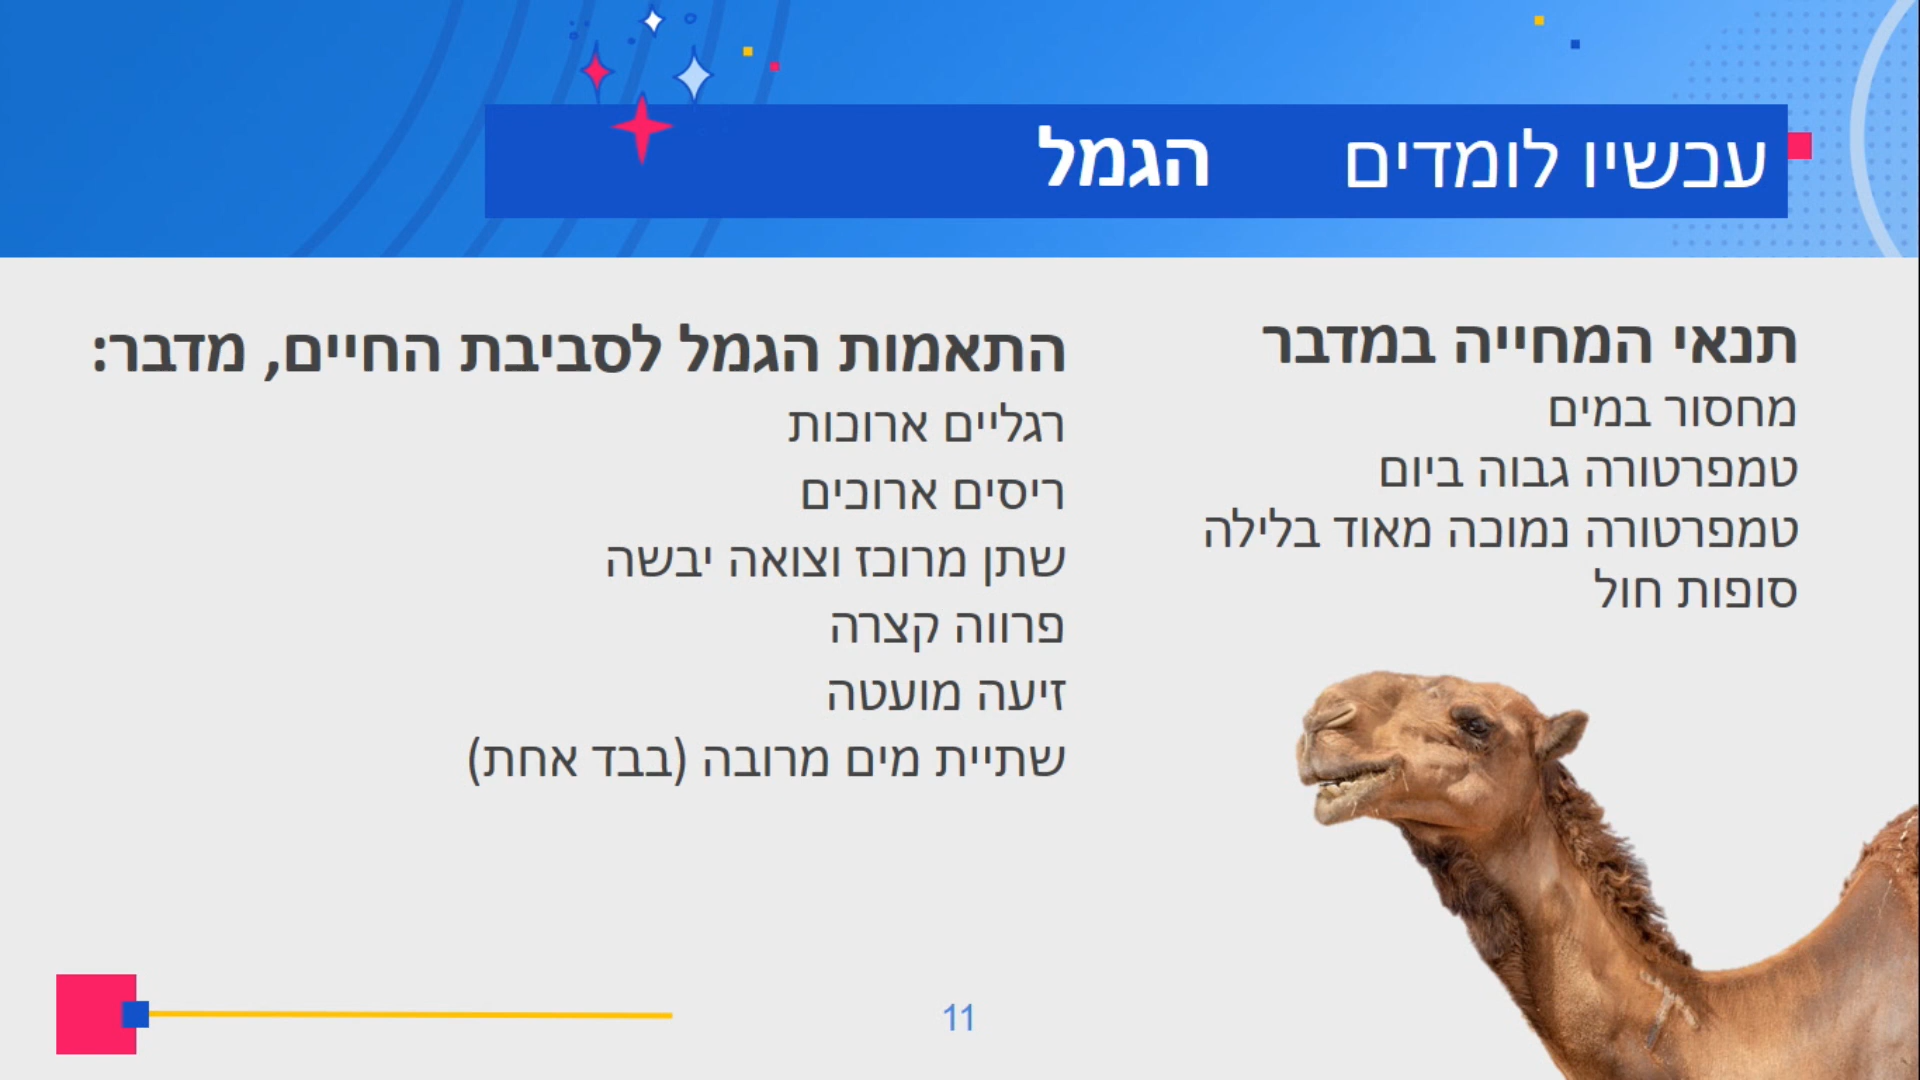 עכשיו לומדים הגמל
תנאי המחייה במדבר
מחסור במים
טמפרטורה גבוה ביום
טמפרטורה נמוכה מאוד בלילה
סופות חול
התאמות הגמל לסביבת החיים, מדבר:
רגליים ארוכות
ריסים ארוכים
שתן מרוכז וצואה יבשה
פרווה קצרה
זיעה מועטה
שתיית מים מרובה (בבד אחת)
11